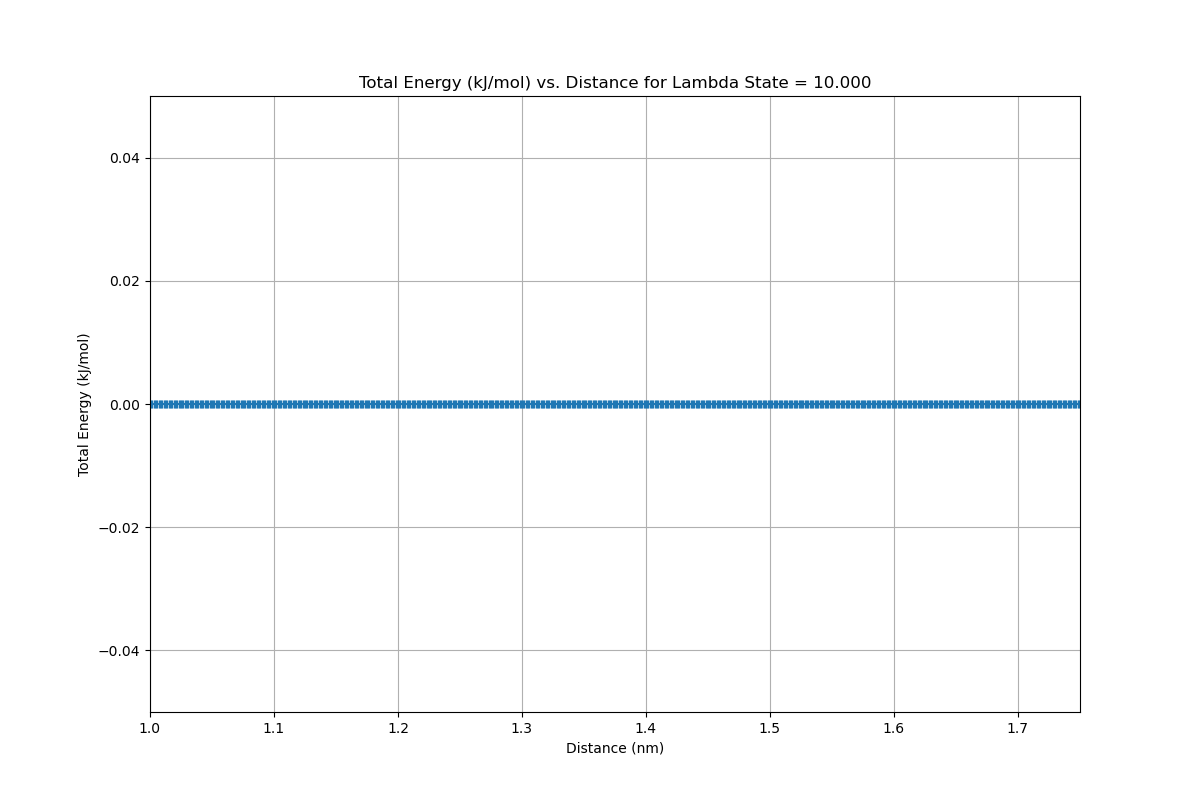 Total Energy (kJ/mol) vs. Distance for Lambda State = 10.000
Total Energy (kJ/mol)
0.04
0.02
0.00
−0.02
−0.04
1.0 1.1 1.2 1.3 1.4 1.5 1.6 1.7
Distance (nm)